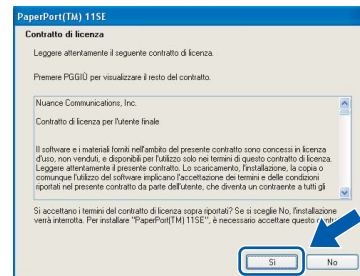 PaperPort(TM) 11SE
Contratto di licenza
Leggere attentamente il seguente contratto di licenza.
Premere PGGIÙ per visualizzare il resto del contratto.
Nuance Communications, Inc.
Contratto di licenza per l'utente finale
Il software e i materiali forniti nell'ambito del presente contratto sono concessi in licenza
d'uso, non venduti, e disponibili per l'utilizzo solo nei termini di questo contratto di licenza.
Leggere attentamente il presente contratto. Lo scaricamento, l'installazione, la copia o
comunque l'utilizzo del software implicano l'accettazione dei termini e delle condizioni
riportati nel presente contratto da parte dell'utente, che diventa un contraente a tutti gli
Si accettano i termini del contratto di licenza sopra riportati? Se si sceglie No, l'installazione
verrà interrotta. Per installare "PaperPort(TM) 11SE", è necessario accettare questo
Sì
No